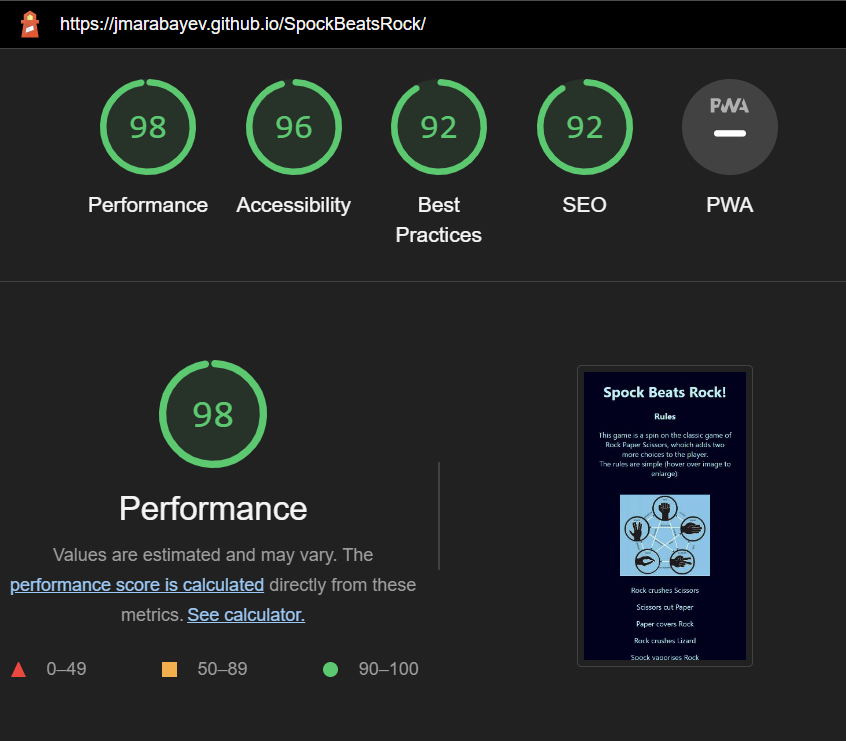 https://jmarabayev.github.io/SpockBeatsRock/
98
96
92
92
PWA
Performance
Accessibility
Best
Practices
SEO
PWA
98
Performance
Values are estimated and may vary. The
performance score is calculated directly from these
metrics. See calculator.
0–49
50–89
90–100
Spock Beats Rock!
Rules
This game is a spin on the classic game of
Rock Paper Scissors, whoich adds two
more choices to the player.
The rules are simple (hover over image to
enlarge).
Rock crushes Scissors
Scissors cut Paper
Paper covers Rock
Rock crushes Lizard
Spock vaporises Rock